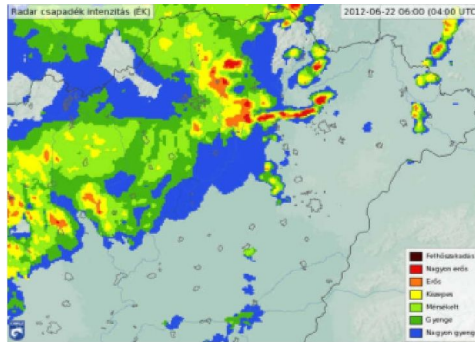 Radar csapadék intenzitás (ÉK)
2012-06-22 06:00 (04:00 UTC)
Felhőszakadás
Nagyon erős
Erős
Közepes
Mérsékelt
Gyenge
Nagyon gyenge